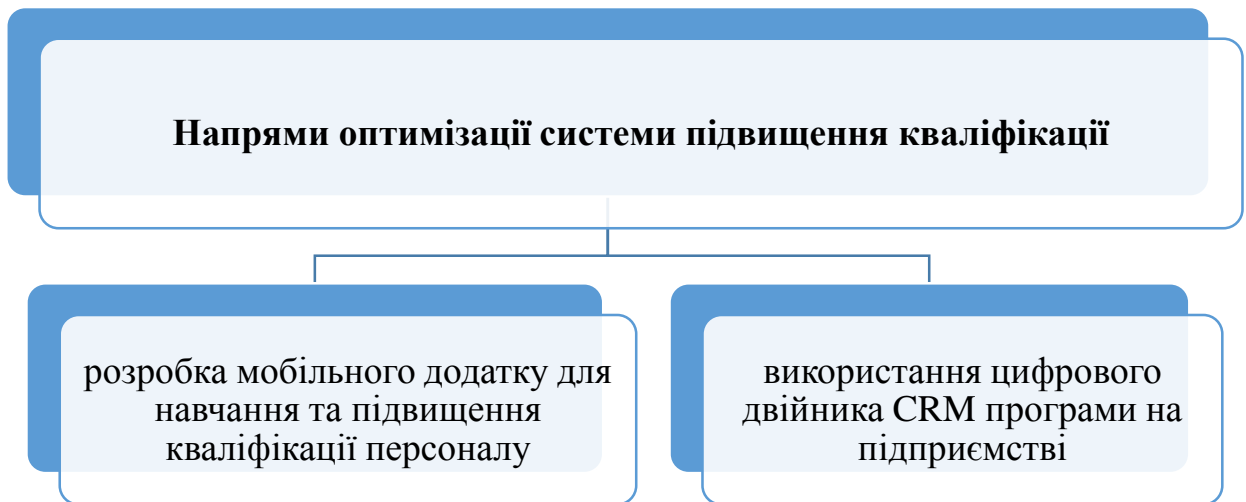 Напрями оптимізації системи підвищення кваліфікації
розробка мобільного додатку для
навчання та підвищення
кваліфікації персоналу
використання цифрового
двійника CRM програми на
підприємстві